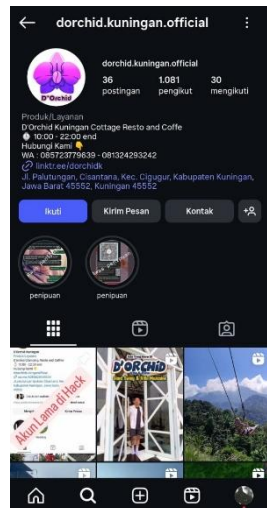 dorchid.kuningan.official
D'Orchid
dorchid.kuningan.official
36 1.081 30
postingan pengikut mengikuti
Produk/Layanan
D'Orchid Kuningan Cottage Resto and Coffe
10:00 - 22:00 end
Hubungi Kami
WA : 085723779639 - 081324293242
linktr.ee/dorchidk
Jl. Palutungan, Cisantana, Kec. Cigugur, Kabupaten Kuningan,
Jawa Barat 45552, Kuningan 45552
Ikuti Kirim Pesan Kontak
penipuan penipuan
Akun Lama di Hack
D'ORCHID